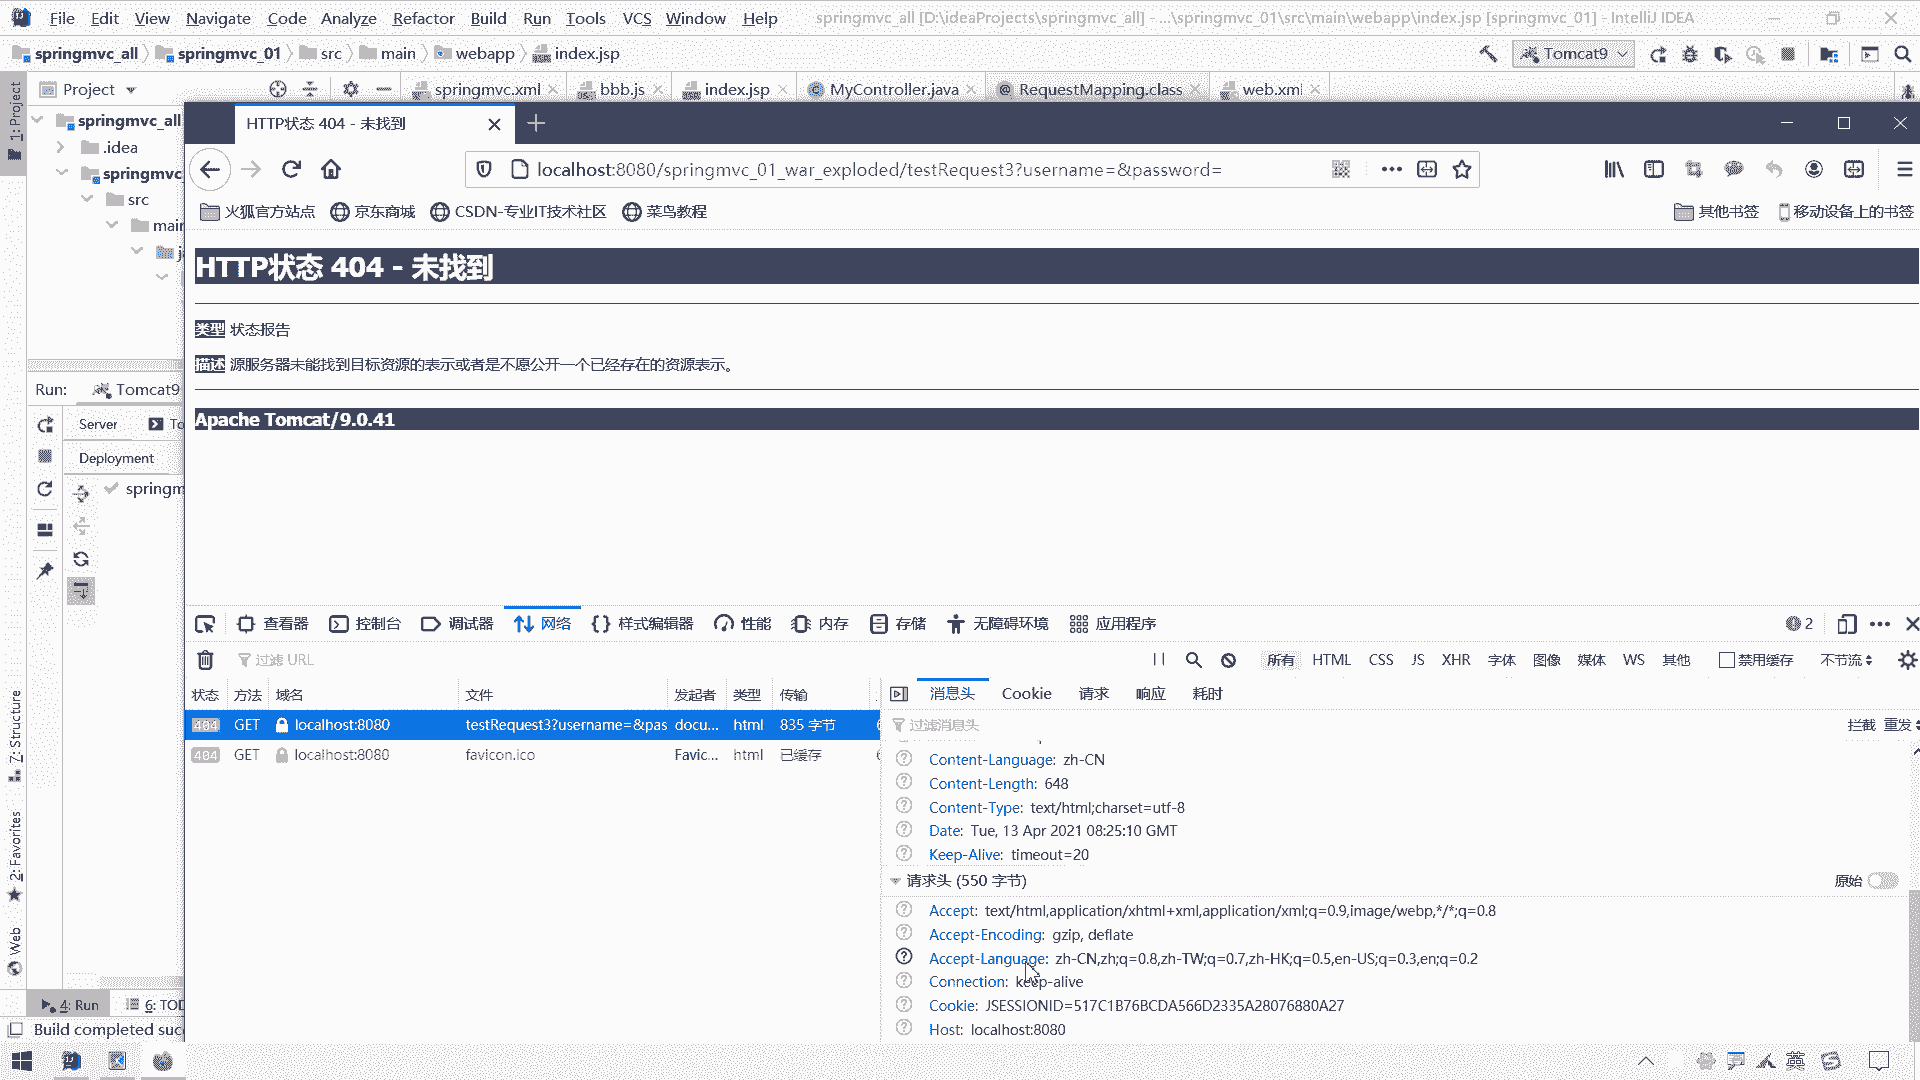 File Edit View Navigate Code Analyze Refactor Build Run Tools VCS Window Help springmvc_all [D:\ideaProjects\springmvc_all] - ...\springmvc_01\src\main\webapp\index.jsp [springmvc_01] - IntelliJ IDEA
springmvc_all springmvc_01 src main webapp index.jsp Tomcat9
1: Project
Project springmvc.xml bbb.js index.jsp MyController.java RequestMapping.class web.xml
springmvc_all
.idea
springmvc
src
main
HTTP状态 404 - 未找到
localhost:8080/springmvc_01_war_exploded/testRequest3?username=&password=
火狐官方站点 京东商城 CSDN-专业IT技术社区 菜鸟教程 其他书签 移动设备上的书签
HTTP状态 404 - 未找到
类型 状态报告
描述 源服务器未能找到目标资源的表示或者是不愿公开一个已经存在的资源表示。
Apache Tomcat/9.0.41
Run: Tomcat9
Server To
Deployment
springm
查看器 控制台 调试器 网络 样式编辑器 性能 内存 存储 无障碍环境 应用程序 2
过滤 URL 所有 HTML CSS JS XHR 字体 图像 媒体 WS 其他 禁用缓存 不节流
状态 方法 域名 文件 发起者 类型 传输
404 GET localhost:8080 testRequest3?username=&pas docu... html 835 字节
404 GET localhost:8080 favicon.ico Favic... html 已缓存
消息头 Cookie 请求 响应 耗时
过滤消息头 拦截 重发
Content-Language: zh-CN
Content-Length: 648
Content-Type: text/html;charset=utf-8
Date: Tue, 13 Apr 2021 08:25:10 GMT
Keep-Alive: timeout=20
请求头 (550 字节) 原始
Accept: text/html,application/xhtml+xml,application/xml;q=0.9,image/webp,*/*;q=0.8
Accept-Encoding: gzip, deflate
Accept-Language: zh-CN,zh;q=0.8,zh-TW;q=0.7,zh-HK;q=0.5,en-US;q=0.3,en;q=0.2
Connection: keep-alive
Cookie: JSESSIONID=517C1B76BCDA566D2335A28076880A27
Host: localhost:8080
7: Structure
2: Favorites
Web
4: Run 6: TOD
Build completed suc
英